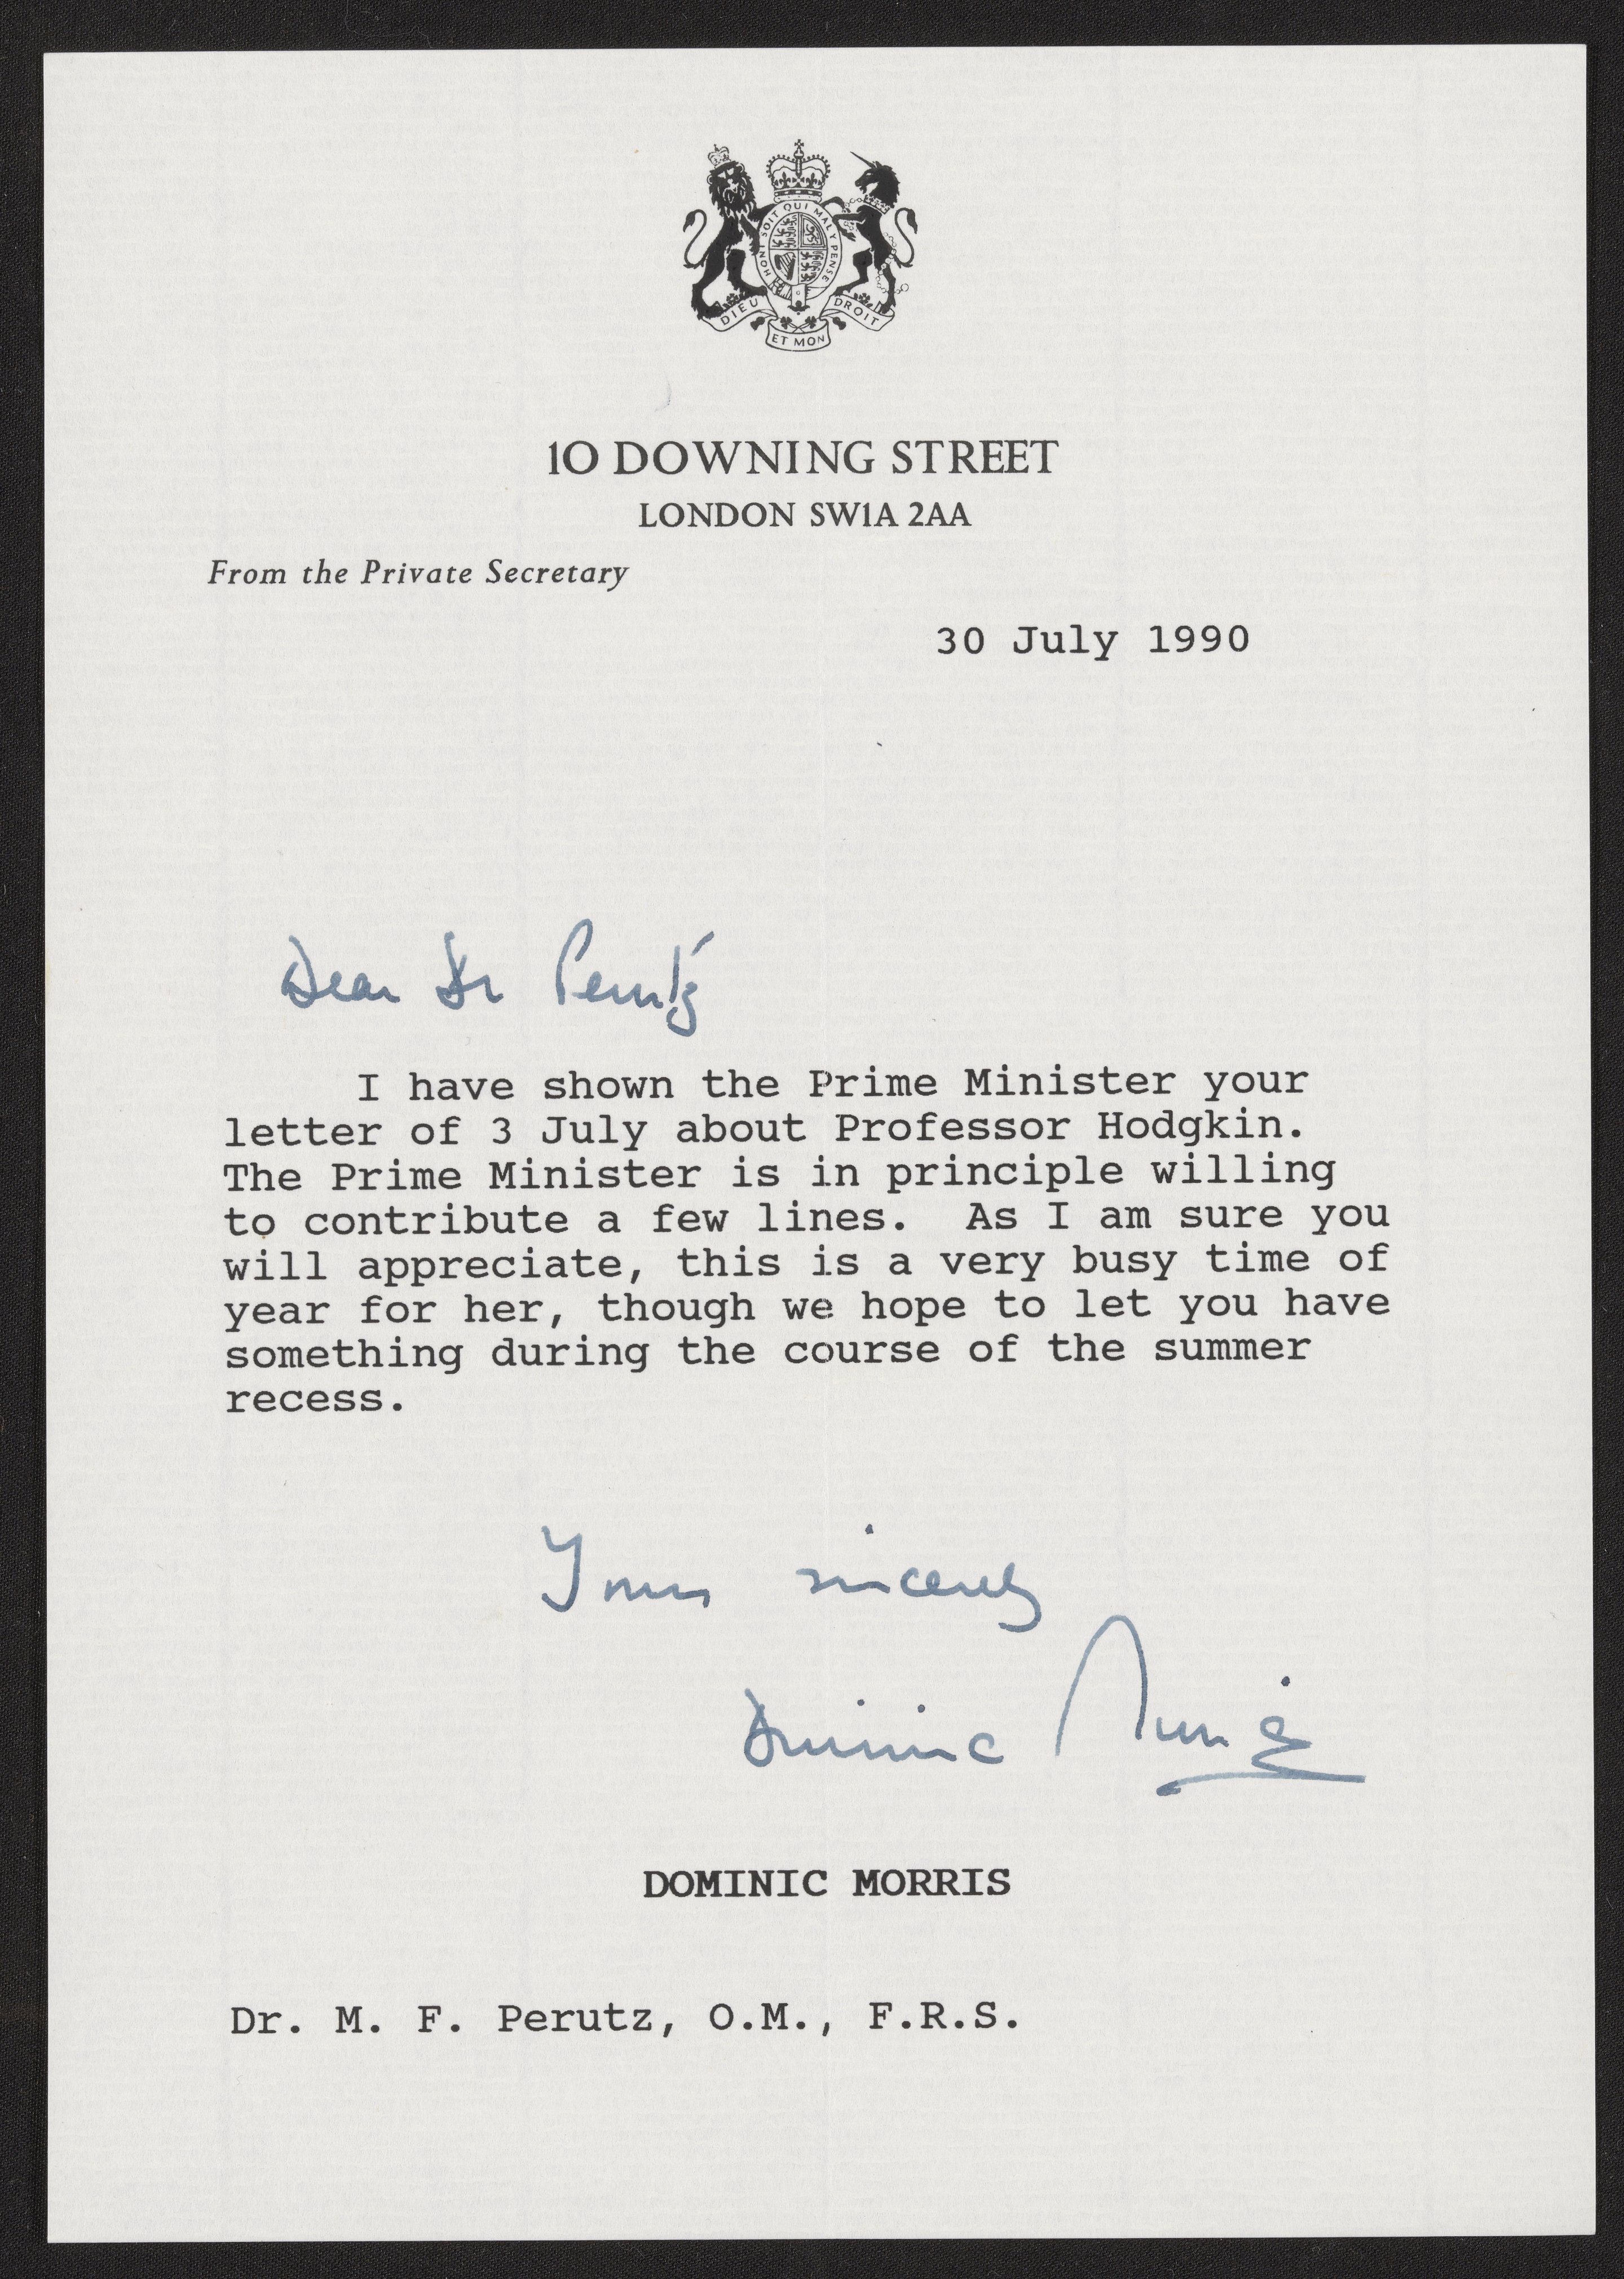 HONI SOIT QUI MAL Y PENSE
DIEU ET MON DROIT
10 DOWNING STREET
LONDON SW1A 2AA
From the Private Secretary
30 July 1990
Dear Dr Perutz
I have shown the Prime Minister your
letter of 3 July about Professor Hodgkin.
The Prime Minister is in principle willing
to contribute a few lines. As I am sure you
will appreciate, this is a very busy time of
year for her, though we hope to let you have
something during the course of the summer
recess.
Yours sincerely
Dominic Morris
DOMINIC MORRIS
Dr. M. F. Perutz, O.M., F.R.S.